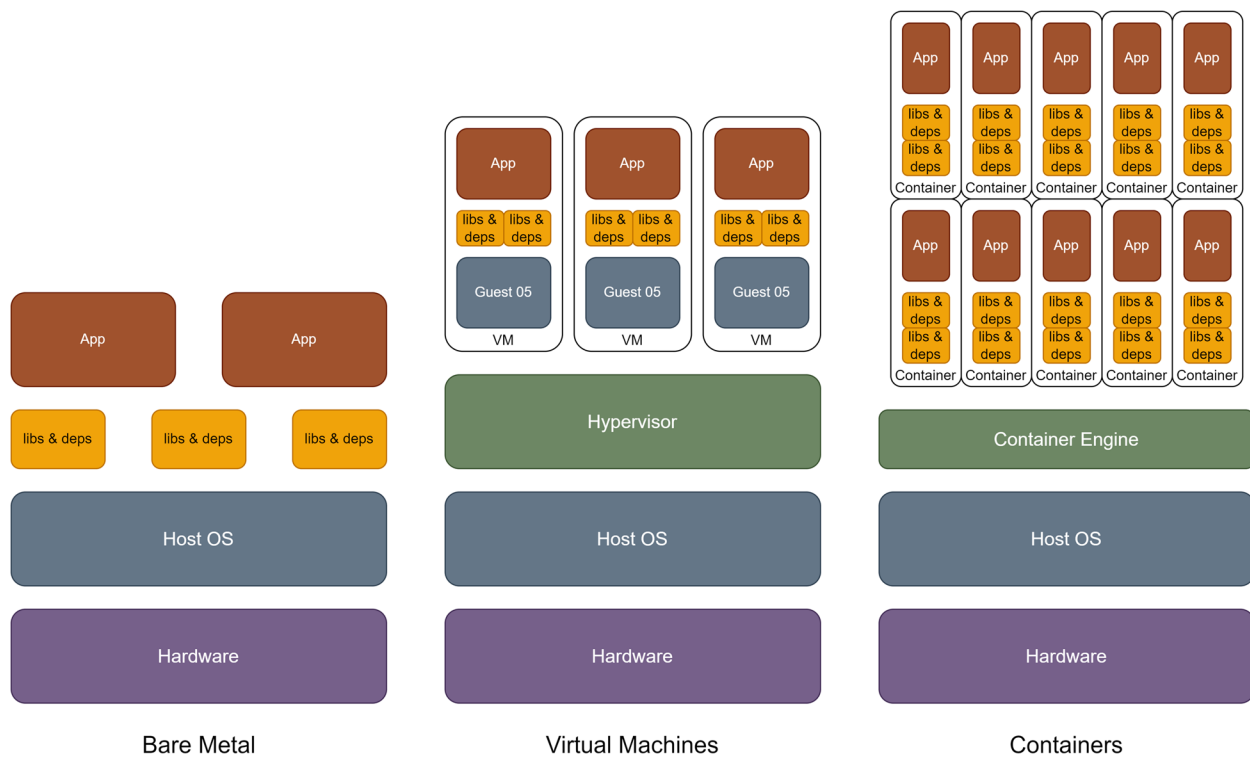 App
App
libs & deps
libs & deps
libs & deps
Host OS
Hardware
Bare Metal
App
libs &
deps
libs &
deps
Guest 05
VM
App
libs &
deps
libs &
deps
Guest 05
VM
App
libs &
deps
libs &
deps
Guest 05
VM
Hypervisor
Host OS
Hardware
Virtual Machines
App
libs &
deps
libs &
deps
Container
App
libs &
deps
libs &
deps
Container
App
libs &
deps
libs &
deps
Container
App
libs &
deps
libs &
deps
Container
App
libs &
deps
libs &
deps
Container
App
libs &
deps
libs &
deps
Container
App
libs &
deps
libs &
deps
Container
App
libs &
deps
libs &
deps
Container
App
libs &
deps
libs &
deps
Container
App
libs &
deps
libs &
deps
Container
Container Engine
Host OS
Hardware
Containers